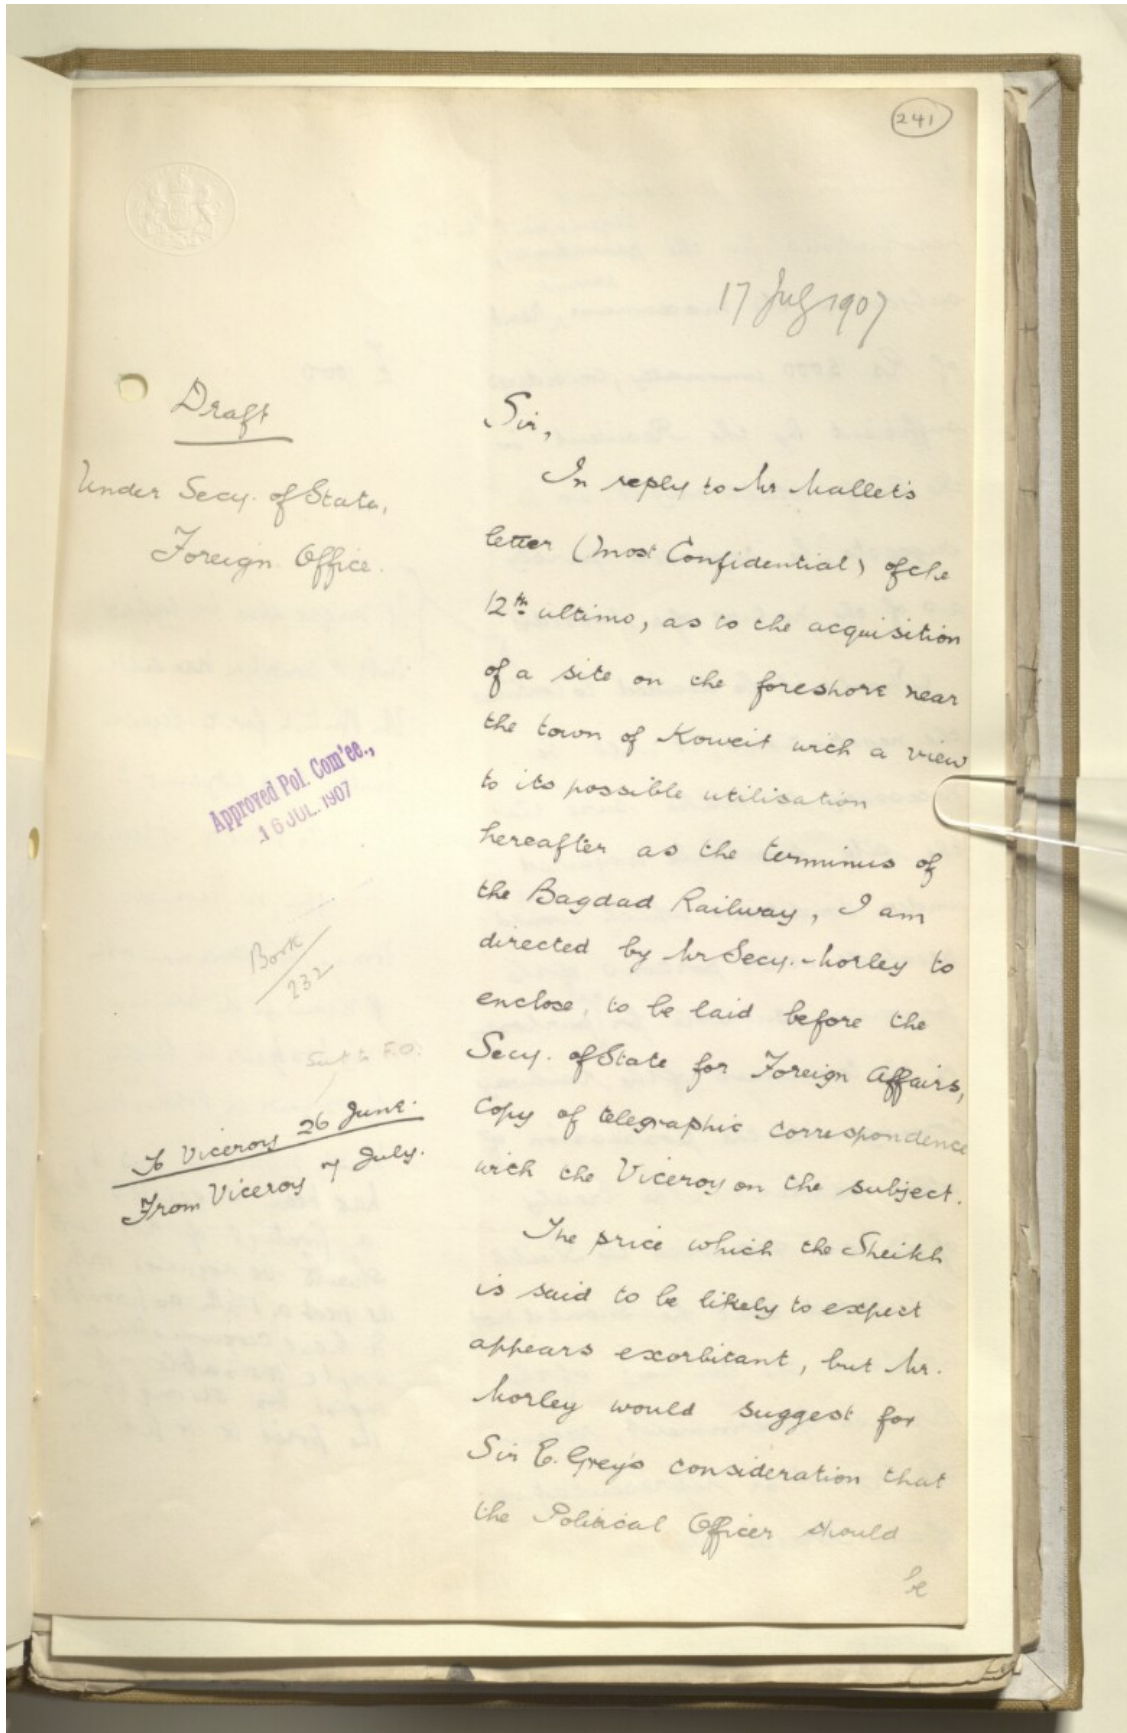 241
17 July 1907
Draft
Under Secy. of State,
Foreign Office.
Approved Pol. Com'ee.,
16 JUL. 1907
Book
232
Sent to F.O.
To Viceroy 26 June.
From Viceroy 7 July.
Sir,
In reply to Mr Mallet's
letter (Most Confidential) of the
12th ultimo, as to the acquisition
of a site on the foreshore near
the town of Koweit with a view
to its possible utilisation
hereafter as the terminus of
the Bagdad Railway, I am
directed by Mr Secy. Morley to
enclose, to be laid before the
Secy. of State for Foreign Affairs,
Copy of telegraphic correspondence
with the Viceroy on the subject.
The price which the Sheikh
is said to be likely to expect
appears exorbitant, but Mr.
Morley would suggest for
Sir E. Grey's consideration that
the Political Officer should
be